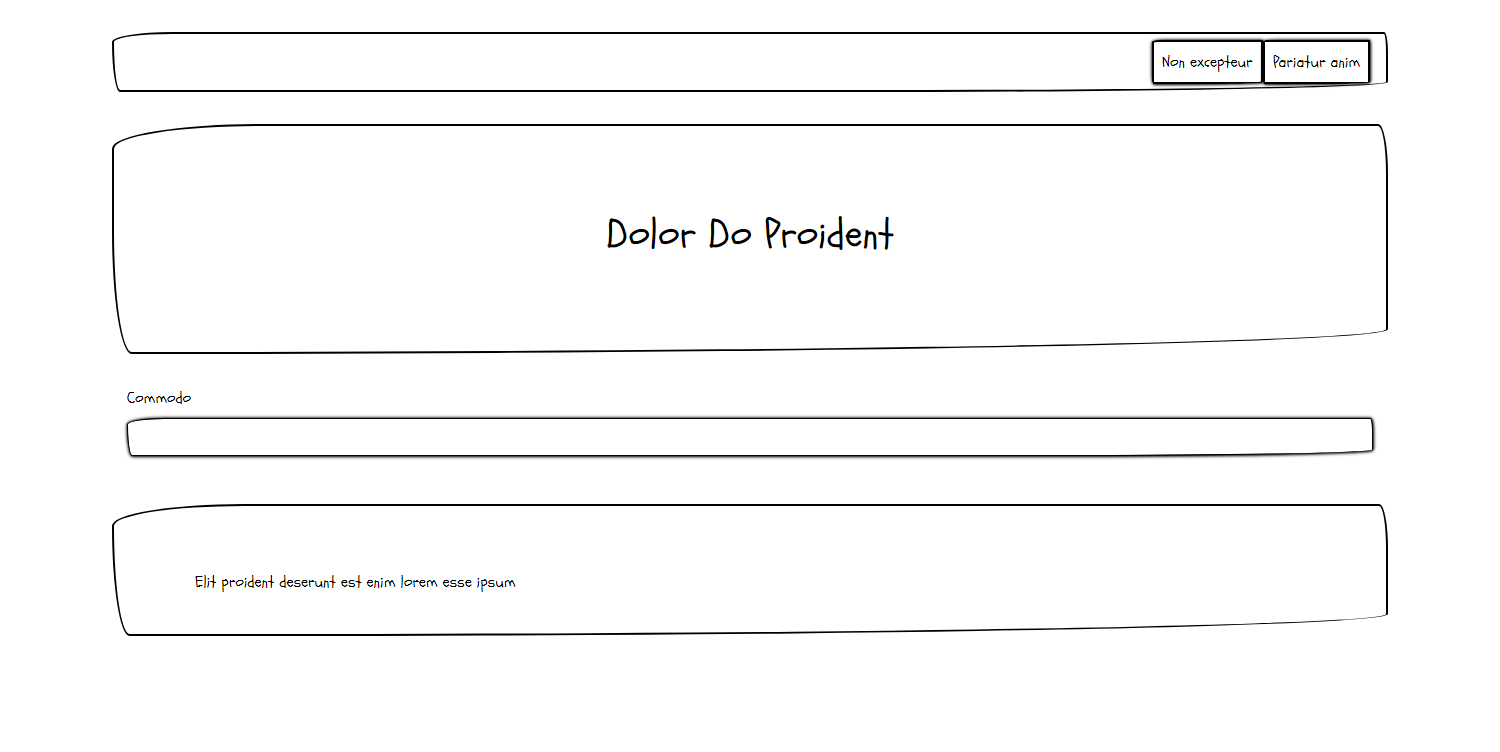 Non excepteur Pariatur anim
Dolor Do Proident
Commodo
Elit proident deserunt est enim lorem esse ipsum